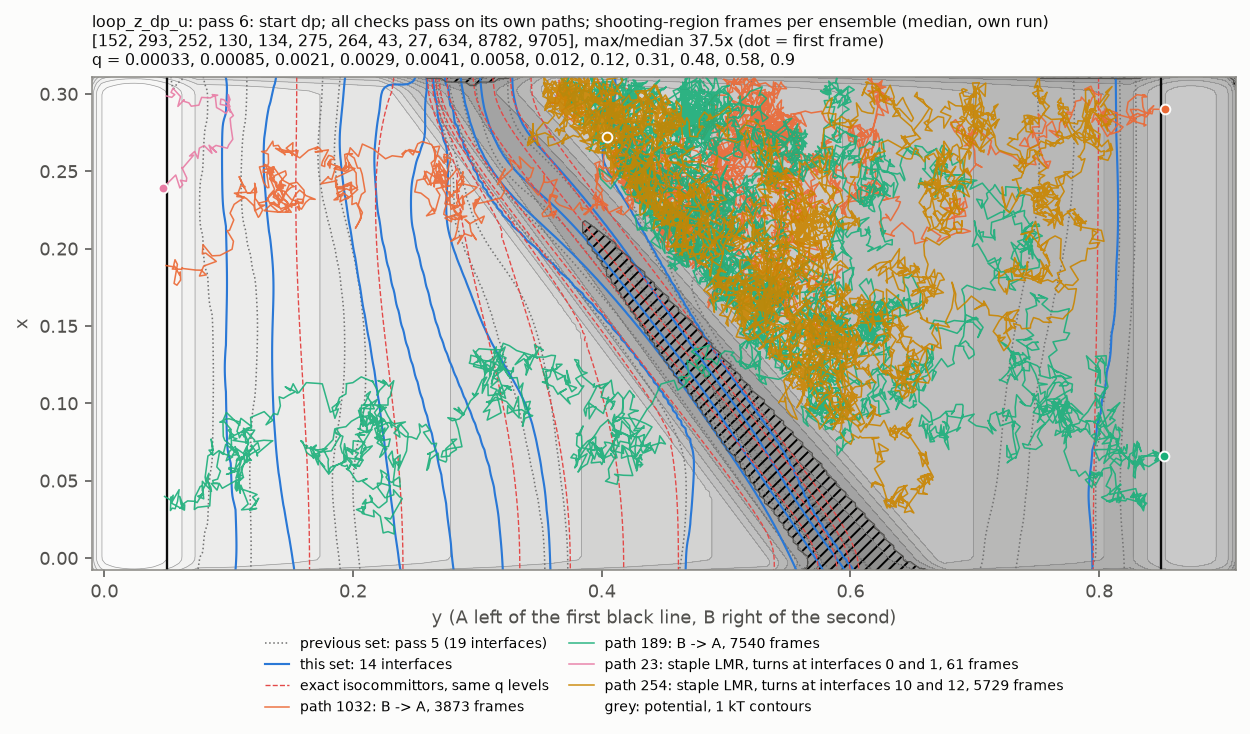 loop_z_dp_u: pass 6: start dp; all checks pass on its own paths; shooting-region frames per ensemble (median, own run)
[152, 293, 252, 130, 134, 275, 264, 43, 27, 634, 8782, 9705], max/median 37.5x (dot = first frame)
q = 0.00033, 0.00085, 0.0021, 0.0029, 0.0041, 0.0058, 0.012, 0.12, 0.31, 0.48, 0.58, 0.9
0.30
0.25
0.20
0.15
0.10
0.05
0.00
x
0.0
0.2
0.4
0.6
0.8
y (A left of the first black line, B right of the second)
previous set: pass 5 (19 interfaces)
this set: 14 interfaces
exact isocommittors, same q levels
path 1032: B -> A, 3873 frames
path 189: B -> A, 7540 frames
path 23: staple LMR, turns at interfaces 0 and 1, 61 frames
path 254: staple LMR, turns at interfaces 10 and 12, 5729 frames
grey: potential, 1 kT contours